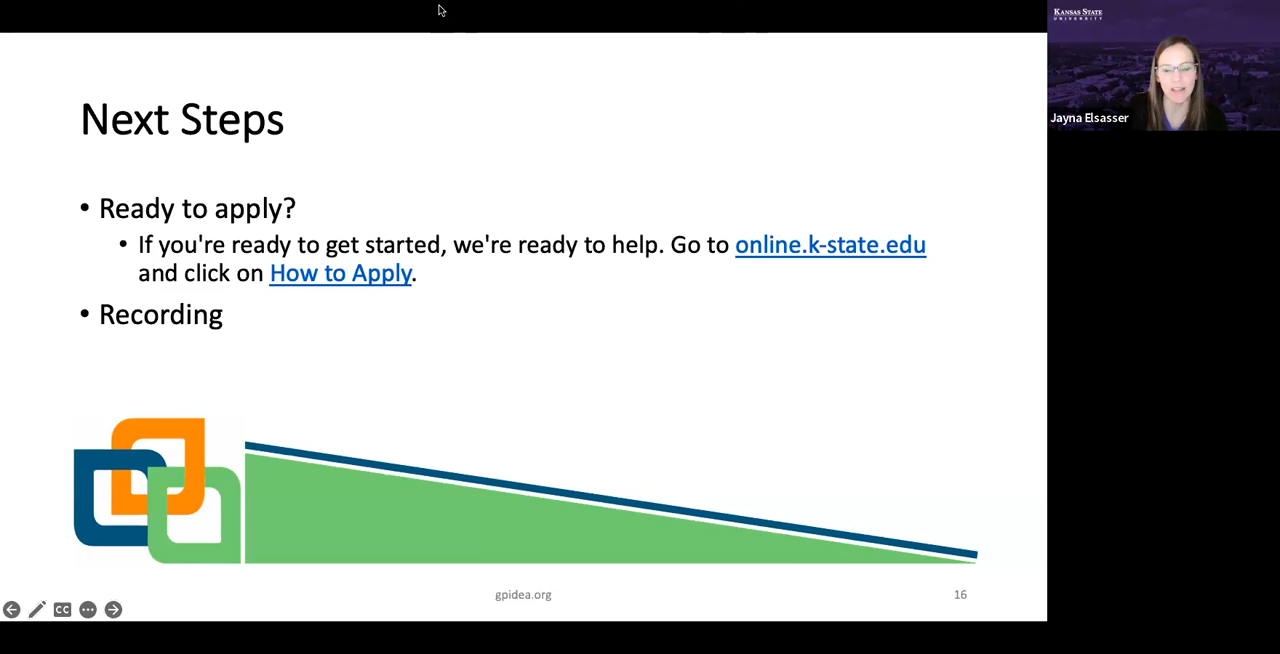 KANSAS STATE
UNIVERSITY
Jayna Elsasser
Next Steps
• Ready to apply?
• If you're ready to get started, we're ready to help. Go to online.k-state.edu
and click on How to Apply.
• Recording
gpidea.org
16
CC